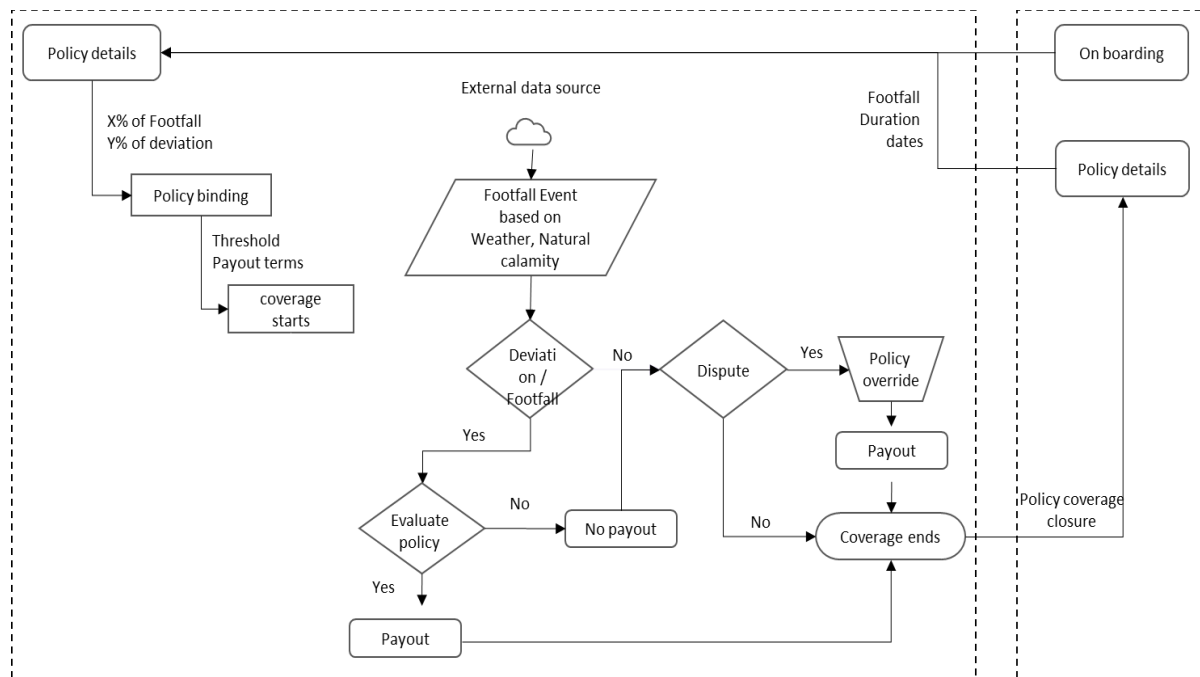 Policy details
On boarding
External data source
Footfall
Duration
dates
X% of Footfall
Y% of deviation
Policy details
Policy binding
Footfall Event
based on
Weather, Natural
calamity
Threshold
Payout terms
coverage
starts
Deviati
on /
Footfall
No
Dispute
Yes
Policy
override
Yes
Payout
No
Evaluate
policy
No payout
No
Coverage ends
Policy coverage
closure
Yes
Payout